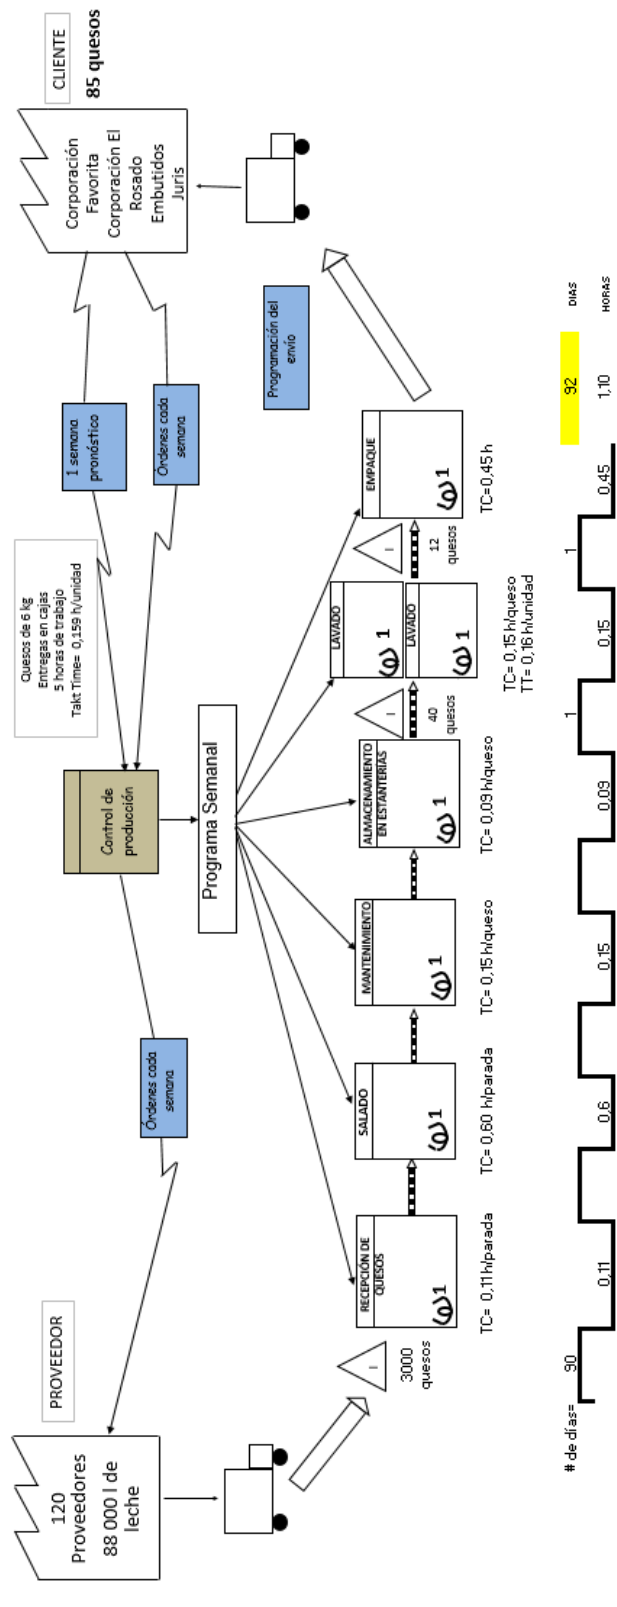 PROVEEDOR
120
Proveedores
88 000 l de
leche
Órdenes cada
semana
Control de
producción
Quesos de 6 kg
Entregas en cajas
5 horas de trabajo
Takt Time= 0,159 h/unidad
1 semana
pronóstico
Órdenes cada
semana
CLIENTE
85 quesos
Corporación
Favorita
Corporación El
Rosado
Embutidos
Juris
Programa Semanal
Programación del
envío
I
3000
quesos
RECEPCIÓN DE
QUESOS
1
TC= 0,11h/parada
SALADO
1
TC= 0,60 h/parada
MANTENIMIENTO
1
TC= 0,15 h/queso
ALMACENAMIENTO
EN ESTANTERÍAS
1
TC= 0,09 h/queso
I
40
quesos
LAVADO
1
LAVADO
1
TC= 0,15 h/queso
TT= 0,16 h/unidad
I
12
quesos
EMPAQUE
1
TC=0,45 h
# de días=
90
0,11
0,6
0,15
0,09
1
0,15
1
0,45
92
DIAS
1,10
HORAS